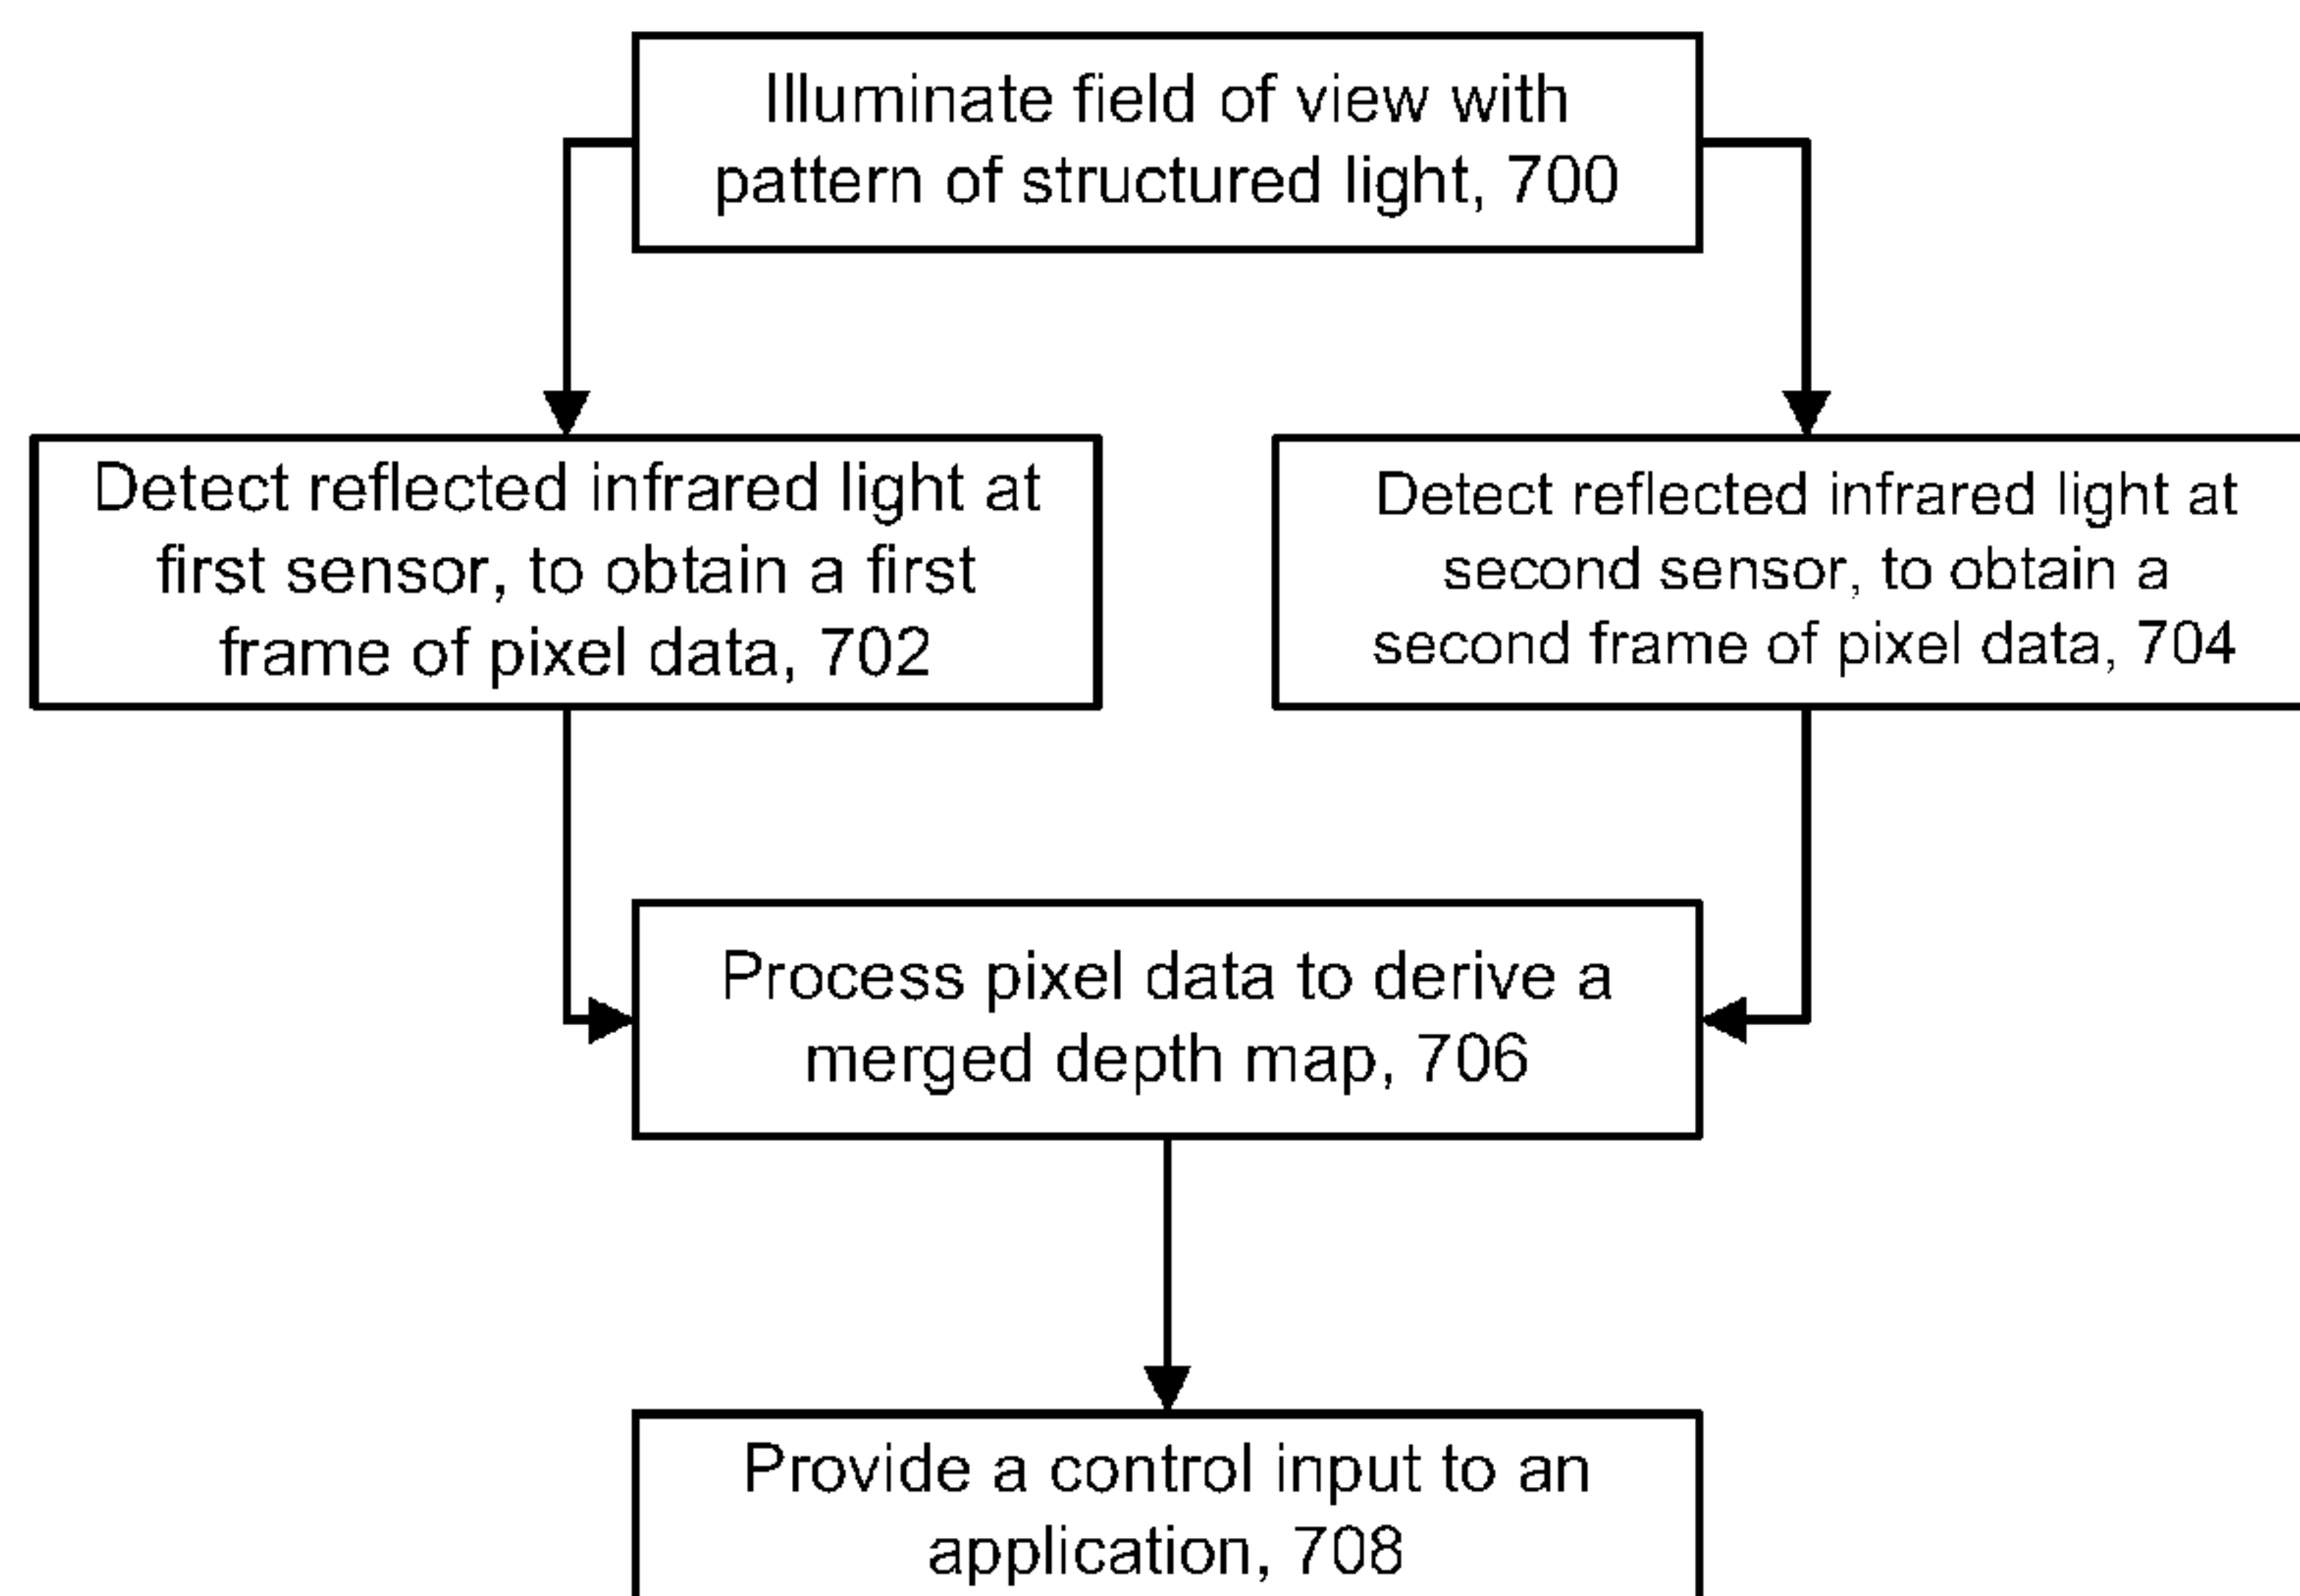 Illuminate field of view with
pattern of structured light, 700
Detect reflected infrared light at
first sensor, to obtain a first
frame of pixel data, 702
Detect reflected infrared light at
second sensor, to obtain a
second frame of pixel data, 704
Process pixel data to derive a
merged depth map, 706
Provide a control input to an
application, 708